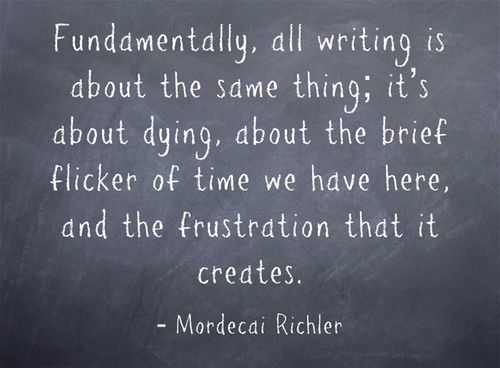 Fundamentally, all writing is
about the same thing; it's
about dying, about the brief
flicker of time we have here,
and the frustration that it
creates.
- Mordecai Richler